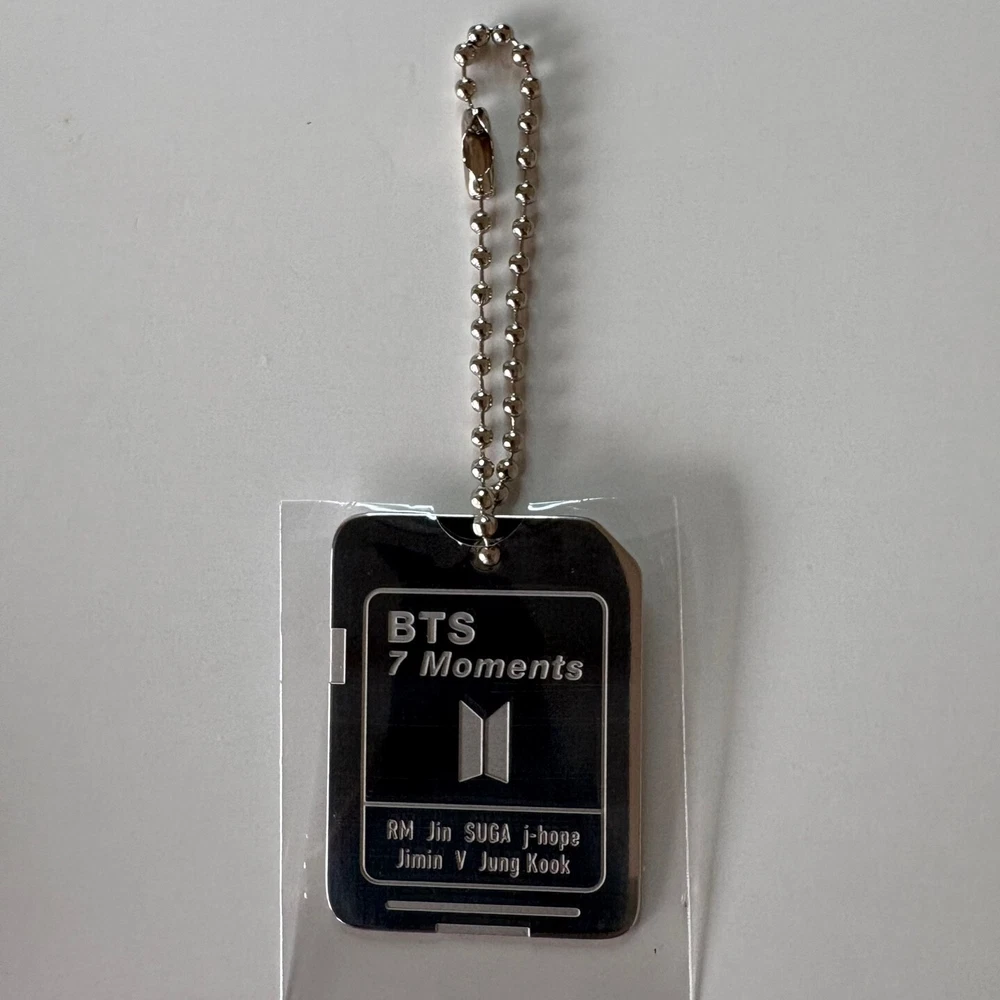 BTS
7 Moments
RM Jin SUGA j-hope
Jimin V Jung Kook